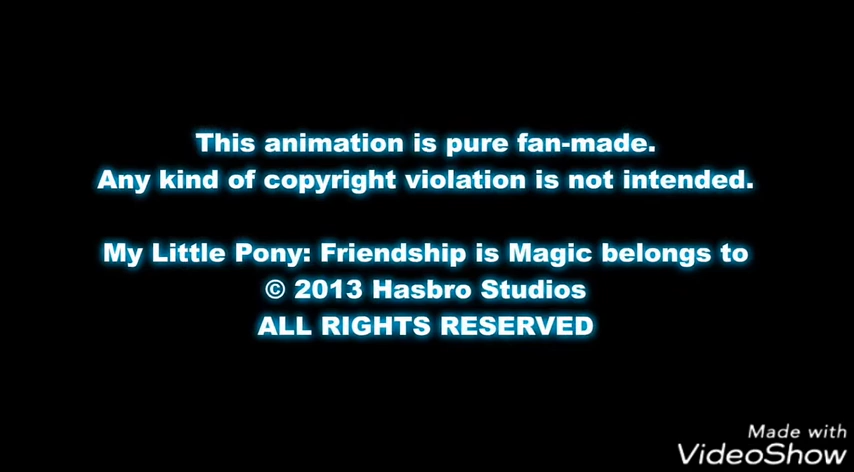 This animation is pure fan-made.
Any kind of copyright violation is not intended.
My Little Pony: Friendship is Magic belongs to
© 2013 Hasbro Studios
ALL RIGHTS RESERVED
Made with
VideoShow